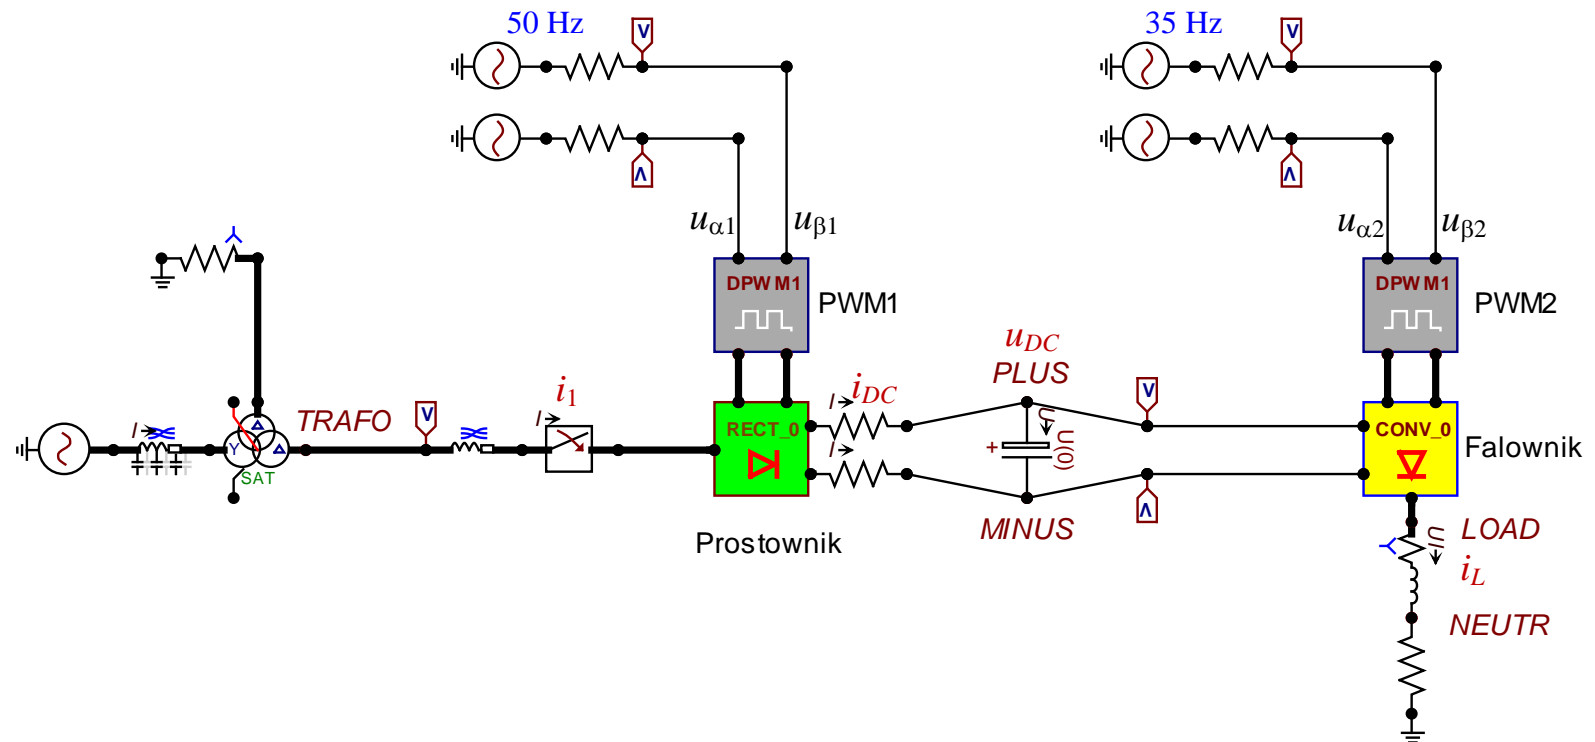 50 Hz
35 Hz
V
V
Λ
Λ
uα1
uβ1
uα2
uβ2
DPWM1
PWM1
DPWM1
PWM2
uDC
PLUS
i1
iDC
TRAFO
V
I
I
I
V
Y
SAT
RECT_0
I
U
+
U(0)
CONV_0
Falownik
Prostownik
MINUS
Λ
UI
LOAD
iL
NEUTR